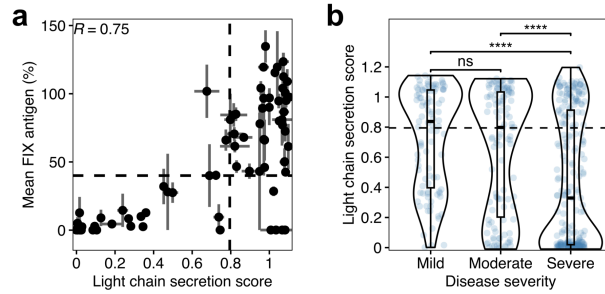 a
R = 0.75
Mean FIX antigen (%)
150
100
50
0
0 0.2 0.4 0.6 0.8 1.0
Light chain secretion score
b
****
****
ns
Light chain secretion score
1.2
1.0
0.8
0.6
0.4
0.2
0
Mild Moderate Severe
Disease severity